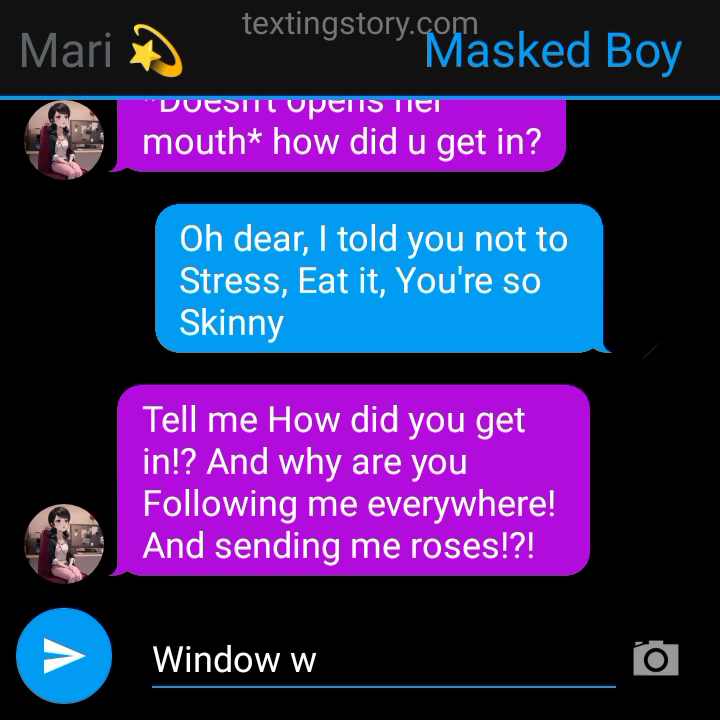 textingstory.com
Mari 💫 Masked Boy
*Doesn't opens her
mouth* how did u get in?
Oh dear, I told you not to
Stress, Eat it, You're so
Skinny
Tell me How did you get
in!? And why are you
Following me everywhere!
And sending me roses!?!
Window w